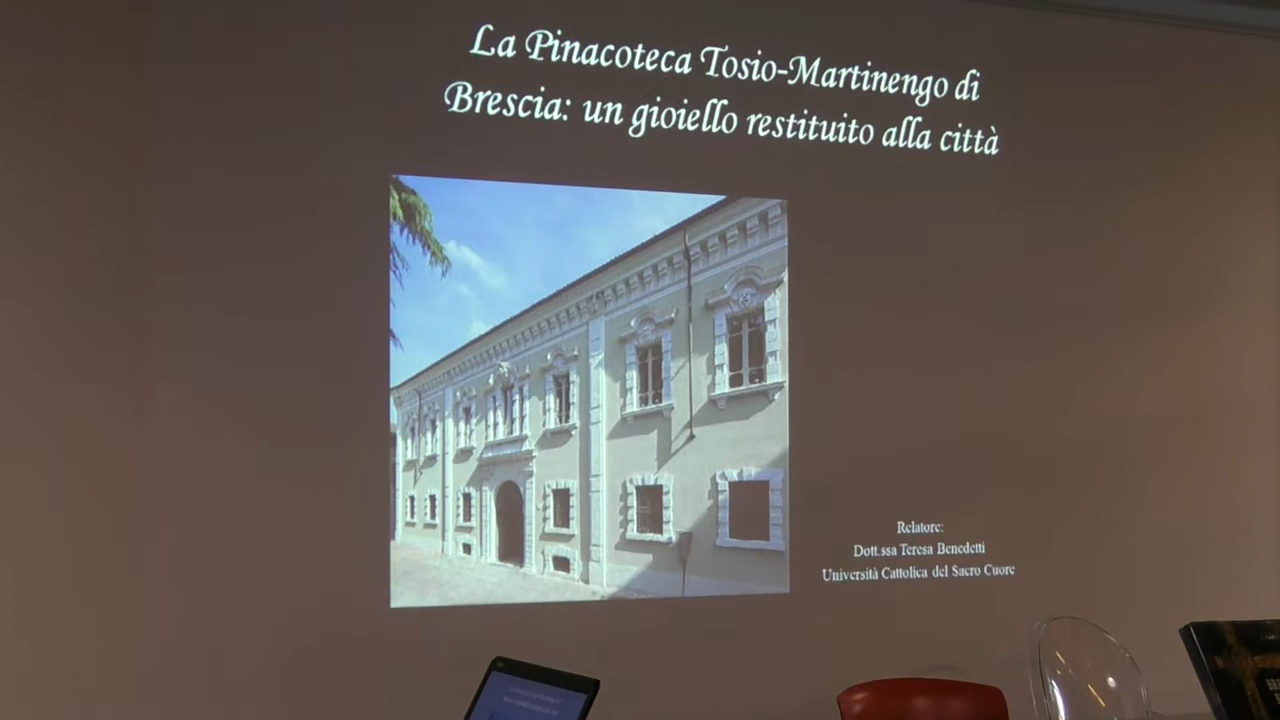 La Pinacoteca Tosio-Martinengo di
Brescia: un gioiello restituito alla città
Relatore:
Dott.ssa Teresa Benedetti
Università Cattolica del Sacro Cuore